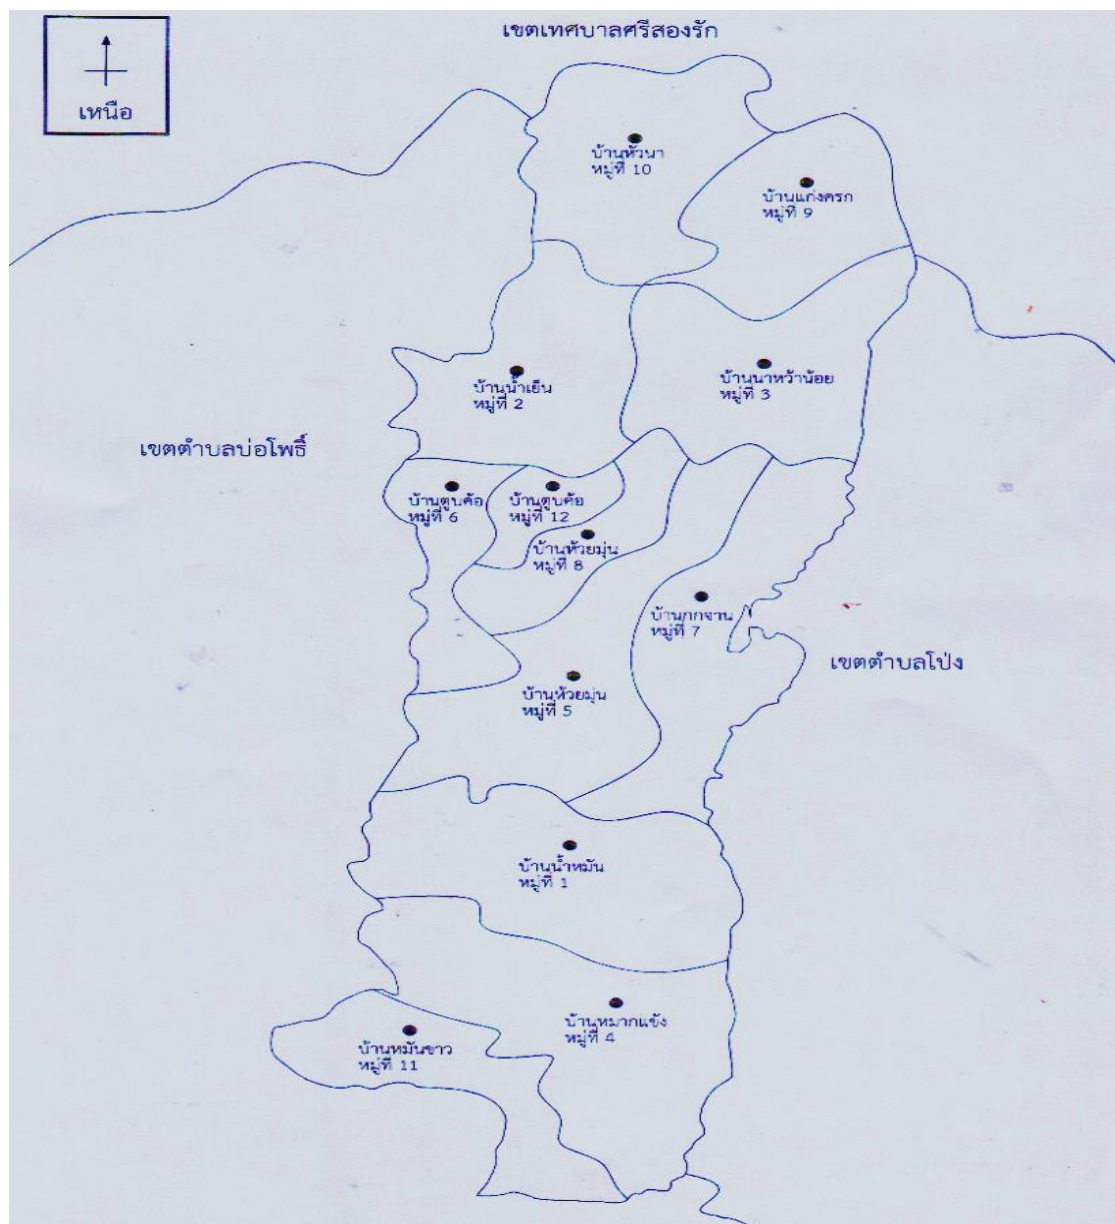 เขตเทศบาลศรีสองรัก
เหนือ
บ้านหัวนา
หมู่ที่ 10
บ้านแก่งครก
หมู่ที่ 9
บ้านน้ำเย็น
หมู่ที่ 2
บ้านนาหว้าน้อย
หมู่ที่ 3
เขตตำบลบ่อโพธิ์
บ้านตูบค้อ
หมู่ที่ 6
บ้านตูบค้อ
หมู่ที่ 12
บ้านห้วยมุ่น
หมู่ที่ 8
บ้านกกจาน
หมู่ที่ 7
เขตตำบลโป่ง
บ้านห้วยมุ่น
หมู่ที่ 5
บ้านน้ำหมัน
หมู่ที่ 1
บ้านหมากแข้ง
หมู่ที่ 4
บ้านหมันขาว
หมู่ที่ 11